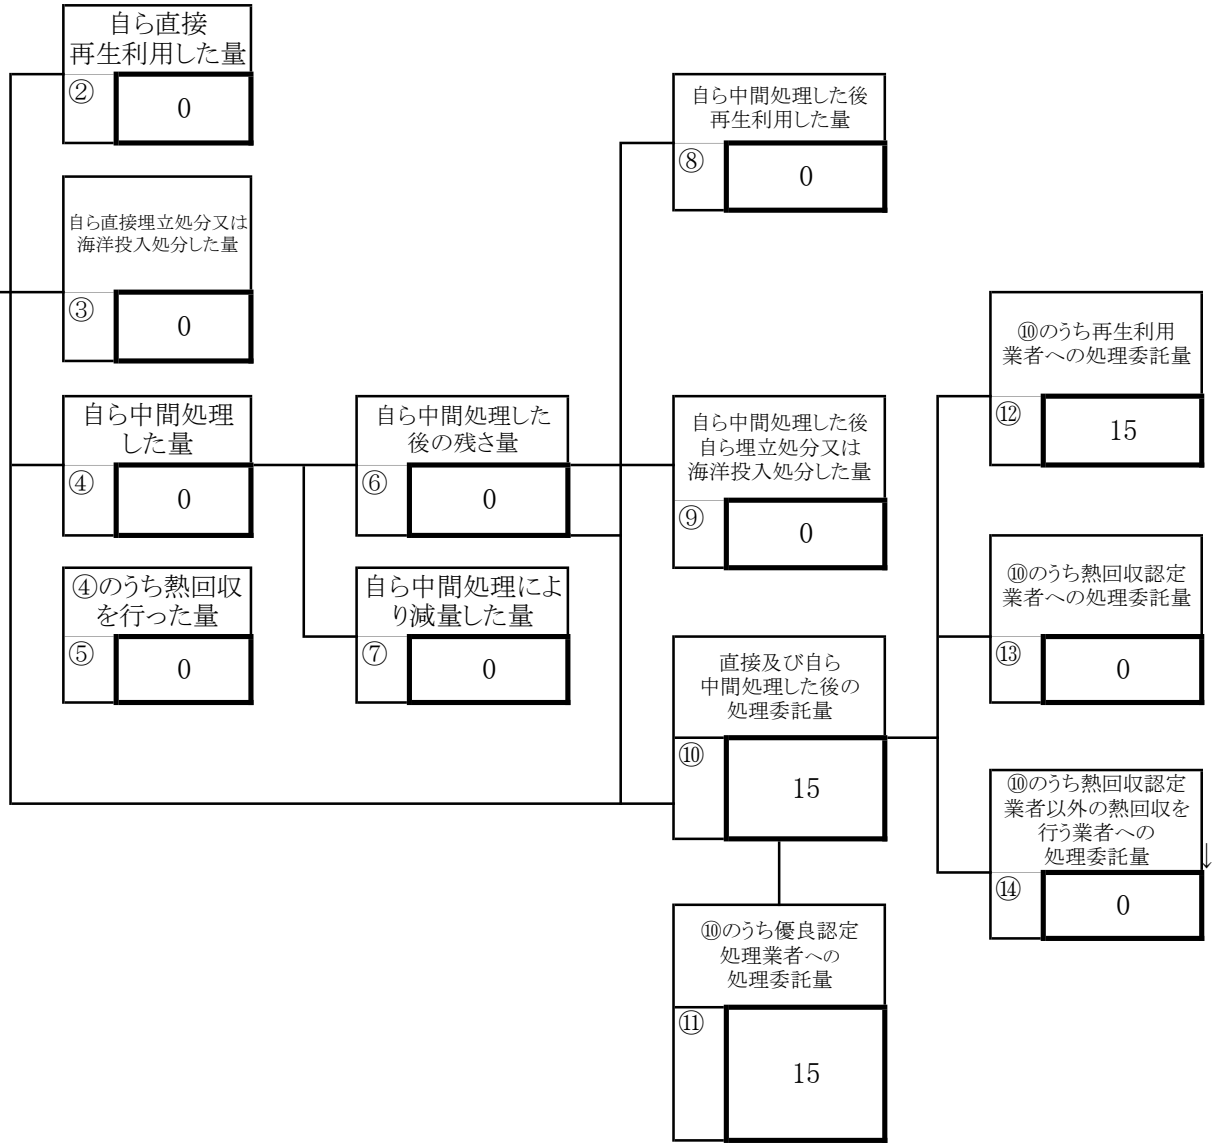 自ら直接
再生利用した量
②
0
自ら直接埋立処分又は
海洋投入処分した量
③
0
自ら中間処理
した量
④
0
④のうち熱回収
を行った量
⑤
0
自ら中間処理した
後の残さ量
⑥
0
自ら中間処理によ
り減量した量
⑦
0
自ら中間処理した後
再生利用した量
⑧
0
自ら中間処理した後
自ら埋立処分又は
海洋投入処分した量
⑨
0
直接及び自ら
中間処理した後の
処理委託量
⑩
15
⑩のうち優良認定
処理業者への
処理委託量
⑪
15
⑩のうち再生利用
業者への処理委託量
⑫
15
⑩のうち熱回収認定
業者への処理委託量
⑬
0
⑩のうち熱回収認定
業者以外の熱回収を
行う業者への
処理委託量
↓
⑭
0